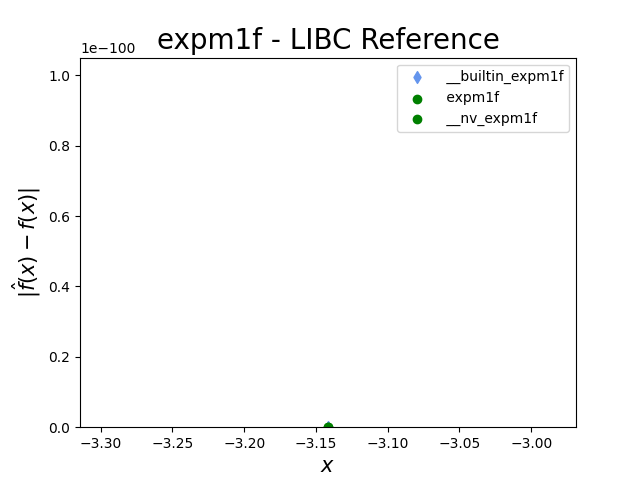 expm1f - LIBC Reference
1e−100
1.0
0.8
0.6
0.4
0.2
0.0
|f̂(x) − f(x)|
__builtin_expm1f
expm1f
__nv_expm1f
−3.30 −3.25 −3.20 −3.15 −3.10 −3.05 −3.00
x